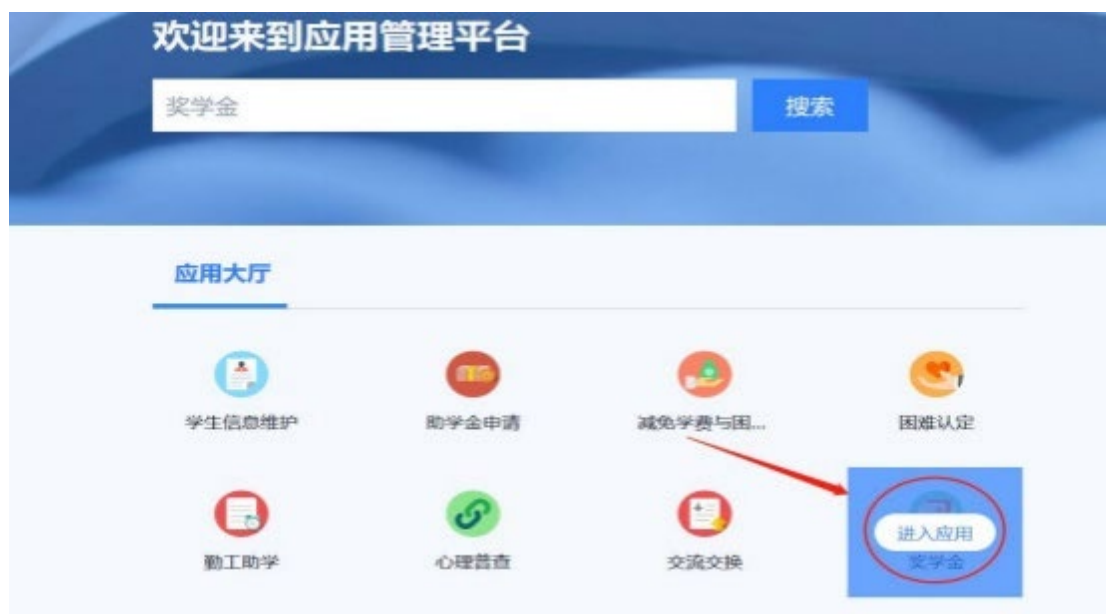 欢迎来到应用管理平台
奖学金
搜索
应用大厅
学生信息维护
助学金申请
减免学费与困...
困难认定
勤工助学
心理普查
交流交换
进入应用
奖学金